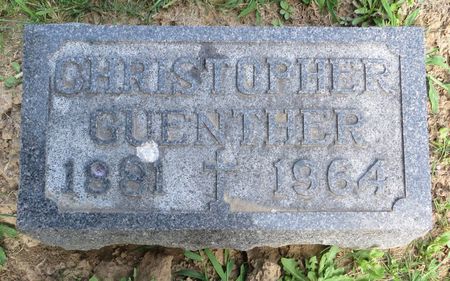 CHRISTOPHER
GUENTHER
1881 † 1964